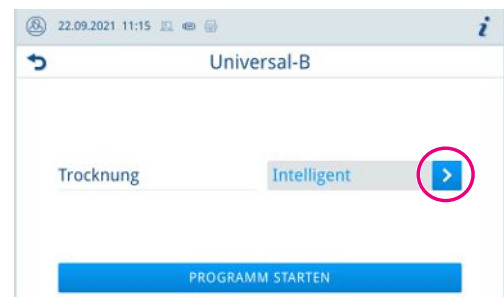 22.09.2021 11:15
Universal-B
Trocknung
Intelligent
PROGRAMM STARTEN